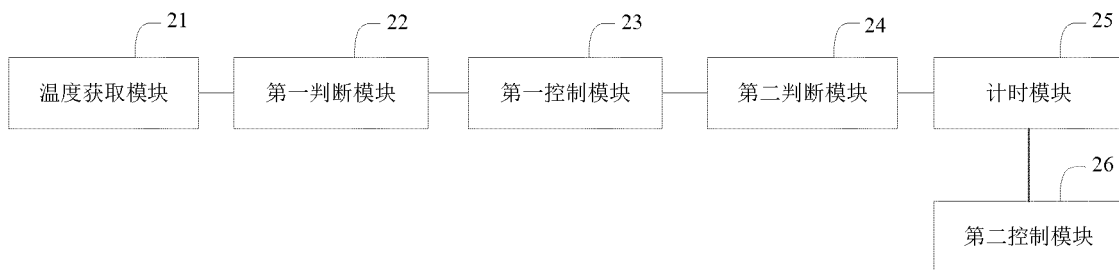 21
22
23
24
25
温度获取模块
第一判断模块
第一控制模块
第二判断模块
计时模块
26
第二控制模块